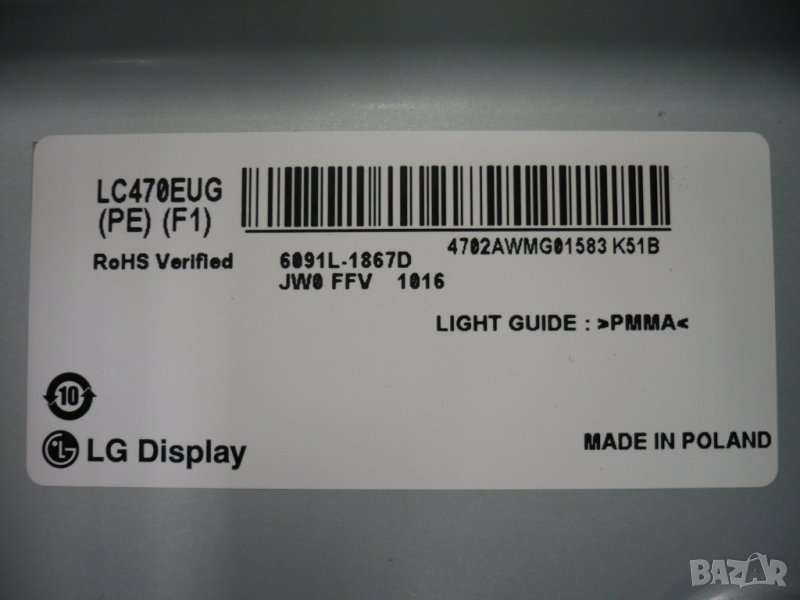 LC470EUG
(PE) (F1)
4702AWMG01583 K51B
RoHS Verified
6091L-1867D
JW0 FFV 1016
LIGHT GUIDE : >PMMA<
10
LG Display
MADE IN POLAND
BAZAR